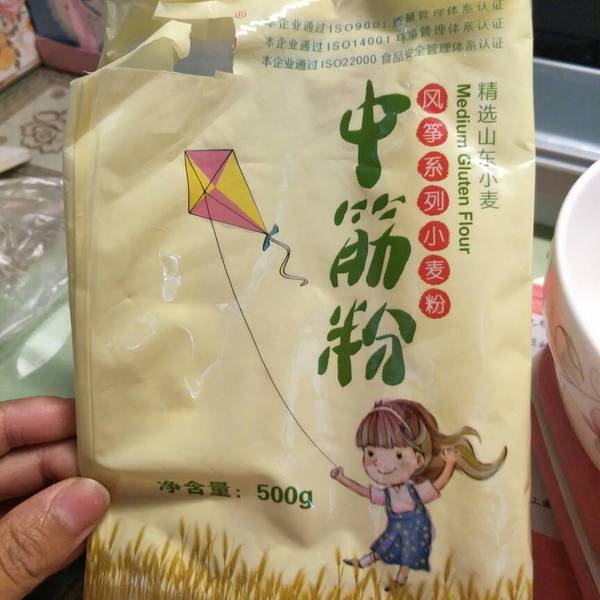 ®
本企业通过ISO9001 质量管理体系认证
本企业通过ISO14001 环境管理体系认证
本企业通过ISO22000 食品安全管理体系认证
精选山东小麦
Medium Gluten Flour
风筝系列小麦粉
中筋粉
净含量：500g